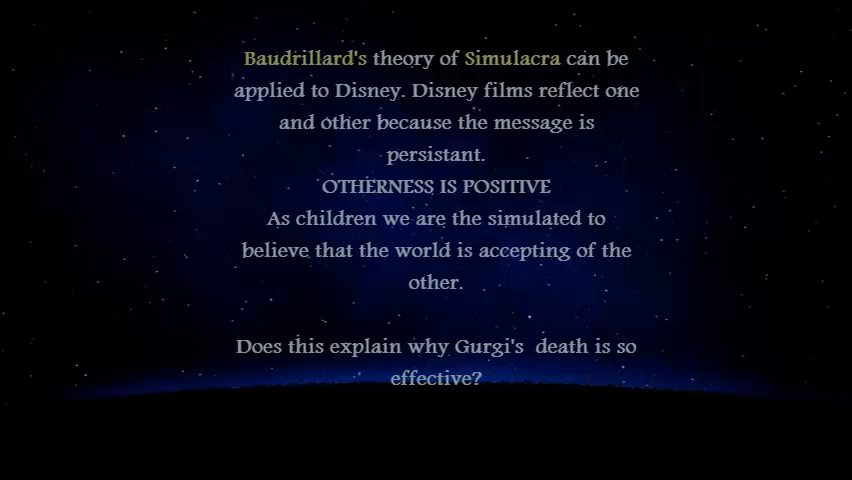 Baudrillard's theory of Simulacra can be
applied to Disney. Disney films reflect one
and other because the message is
persistant.
OTHERNESS IS POSITIVE
As children we are the simulated to
believe that the world is accepting of the
other.
Does this explain why Gurgi's death is so
effective?